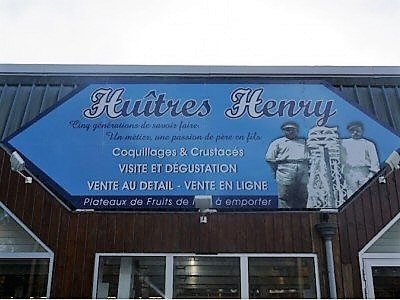 Huîtres Henry
Cinq générations de savoir faire
Un métier, une passion de père en fils
Coquillages & Crustacés
VISITE ET DÉGUSTATION
VENTE AU DETAIL - VENTE EN LIGNE
Plateaux de Fruits de Mer à emporter